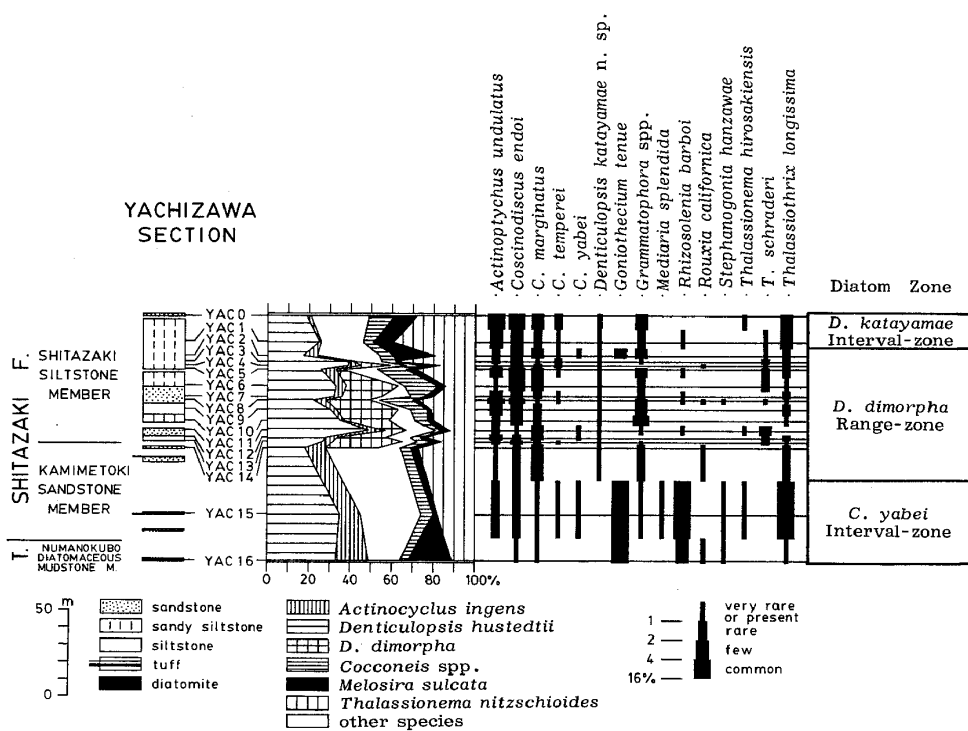 YACHIZAWA
SECTION
· Actinoptychus undulatus
· Coscinodiscus endoi
· C. marginatus
· C. temperei
· C. yabei
· Denticulopsis katayamae n. sp.
· Goniothecium tenue
· Grammatophora spp.
· Mediaria splendida
· Rhizosolenia barboi
· Rouxia californica
· Stephanogonia hanzawae
· Thalassionema hirosakiensis
· T. schraderi
· Thalassiothrix longissima
Diatom Zone
SHITAZAKI F.
SHITAZAKI
SILTSTONE
MEMBER
KAMIMETOKI
SANDSTONE
MEMBER
T.
NUMANOKUBO
DIATOMACEOUS
MUDSTONE M.
YAC 0
YAC 1
YAC 2
YAC 3
YAC 4
YAC 5
YAC 6
YAC 7
YAC 8
YAC 9
YAC 10
YAC 11
YAC 12
YAC 13
YAC 14
YAC 15
YAC 16
D. katayamae
Interval-zone
D. dimorpha
Range-zone
C. yabei
Interval-zone
0 20 40 60 80 100%
50 m
0
sandstone
sandy siltstone
siltstone
tuff
diatomite
Actinocyclus ingens
Denticulopsis hustedtii
D. dimorpha
Cocconeis spp.
Melosira sulcata
Thalassionema nitzschioides
other species
1
2
4
16%
very rare
or present
rare
few
common